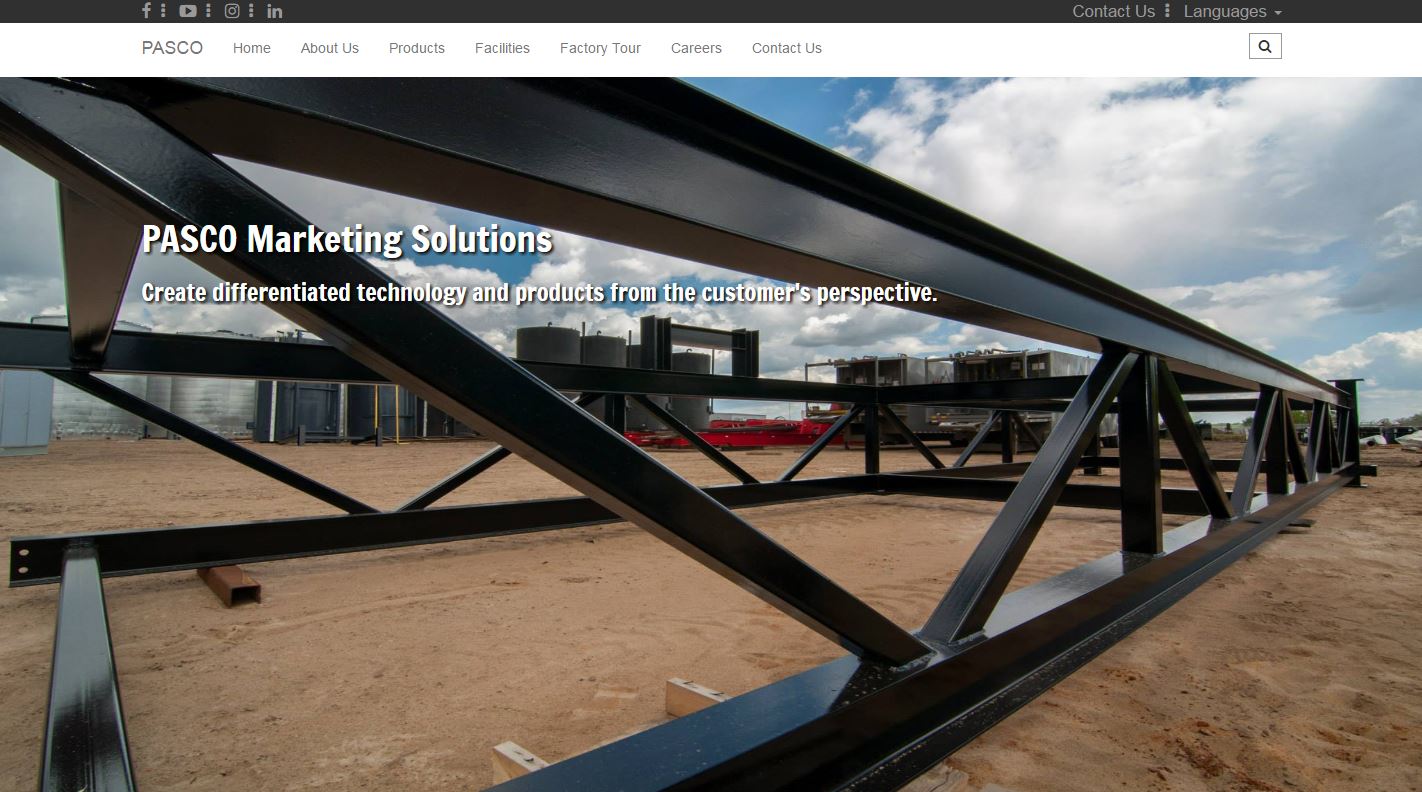 Contact Us Languages
PASCO Home About Us Products Facilities Factory Tour Careers Contact Us
PASCO Marketing Solutions
Create differentiated technology and products from the customer's perspective.